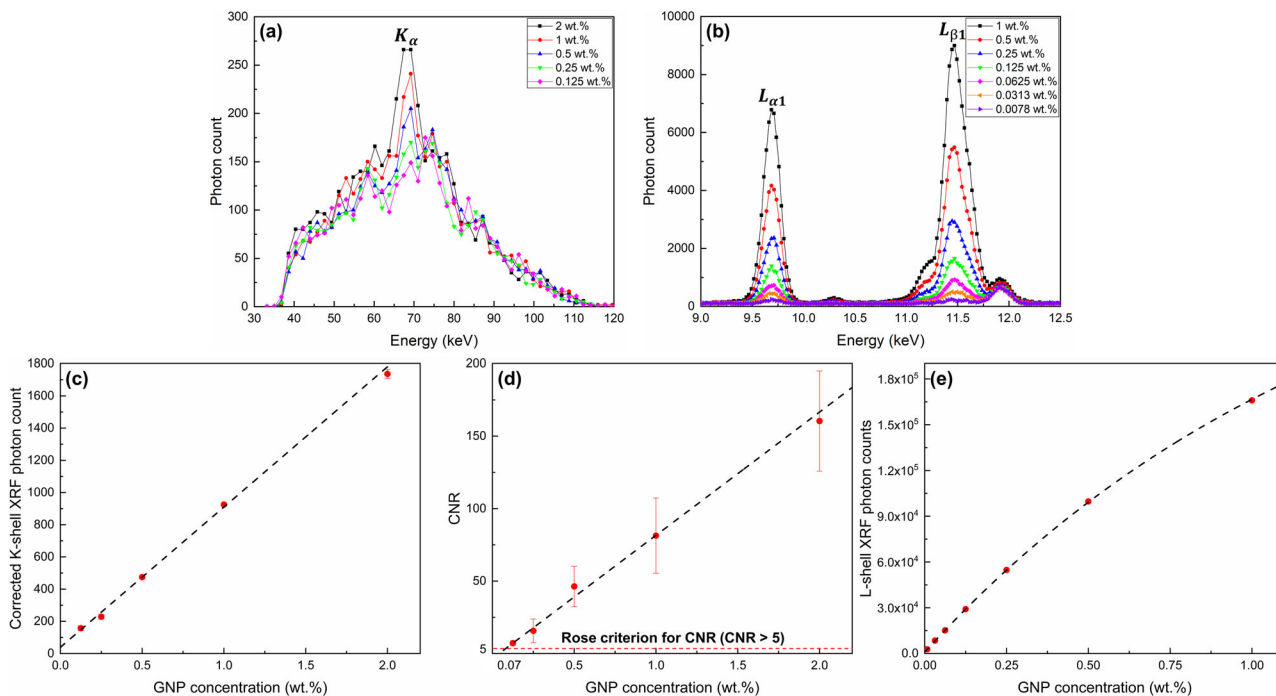 (a)
Kα
2 wt.%
1 wt.%
0.5 wt.%
0.25 wt.%
0.125 wt.%
300
250
200
150
100
50
0
Photon count
30 40 50 60 70 80 90 100 110 120
Energy (keV)
(b)
Lα1
Lβ1
1 wt.%
0.5 wt.%
0.25 wt.%
0.125 wt.%
0.0625 wt.%
0.0313 wt.%
0.0078 wt.%
10000
8000
6000
4000
2000
0
Photon count
9.0 9.5 10.0 10.5 11.0 11.5 12.0 12.5
Energy (keV)
(c)
1800
1600
1400
1200
1000
800
600
400
200
0
Corrected K-shell XRF photon count
0.0 0.5 1.0 1.5 2.0
GNP concentration (wt.%)
(d)
200
150
100
50
5
CNR
Rose criterion for CNR (CNR > 5)
0.07 0.5 1.0 2.0
GNP concentration (wt.%)
(e)
1.8x10⁵
1.5x10⁵
1.2x10⁵
9.0x10⁴
6.0x10⁴
3.0x10⁴
0.0
L-shell XRF photon counts
0.00 0.25 0.50 0.75 1.00
GNP concentration (wt.%)